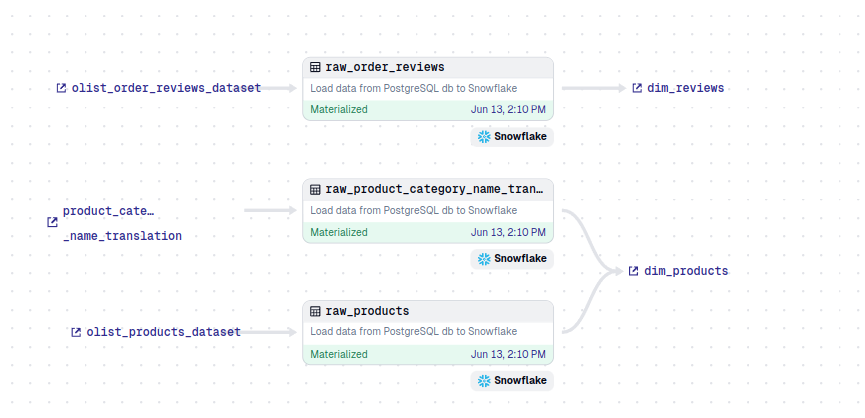 raw_order_reviews
olist_order_reviews_dataset
Load data from PostgreSQL db to Snowflake
dim_reviews
Materialized
Jun 13, 2:10 PM
Snowflake
raw_product_category_name_tran…
product_cate…
_name_translation
Load data from PostgreSQL db to Snowflake
Materialized
Jun 13, 2:10 PM
Snowflake
dim_products
raw_products
olist_products_dataset
Load data from PostgreSQL db to Snowflake
Materialized
Jun 13, 2:10 PM
Snowflake